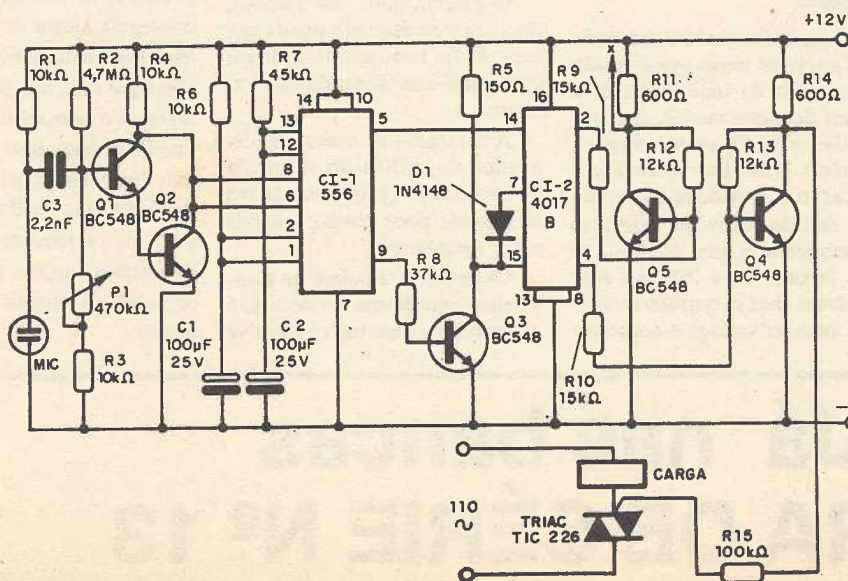 +12V
R1
10kΩ
R2
4,7MΩ
R4
10kΩ
R6
10kΩ
R7
45kΩ
14
10
13
12
8
6
2
1
5
9
7
CI-1
556
C3
2,2nF
Q1
BC548
Q2
BC548
P1
470kΩ
R3
10kΩ
MIC
C1
100μF
25V
C2
100μF
25V
R8
37kΩ
R5
150Ω
D1
1N4148
Q3
BC548
16
14
2
7
15
4
13
8
CI-2
4017
B
R9
15kΩ
X
R11
600Ω
R12
12kΩ
R13
12kΩ
R14
600Ω
Q5
BC548
Q4
BC548
R10
15kΩ
CARGA
110
~
TRIAC
TIC 226
R15
100kΩ